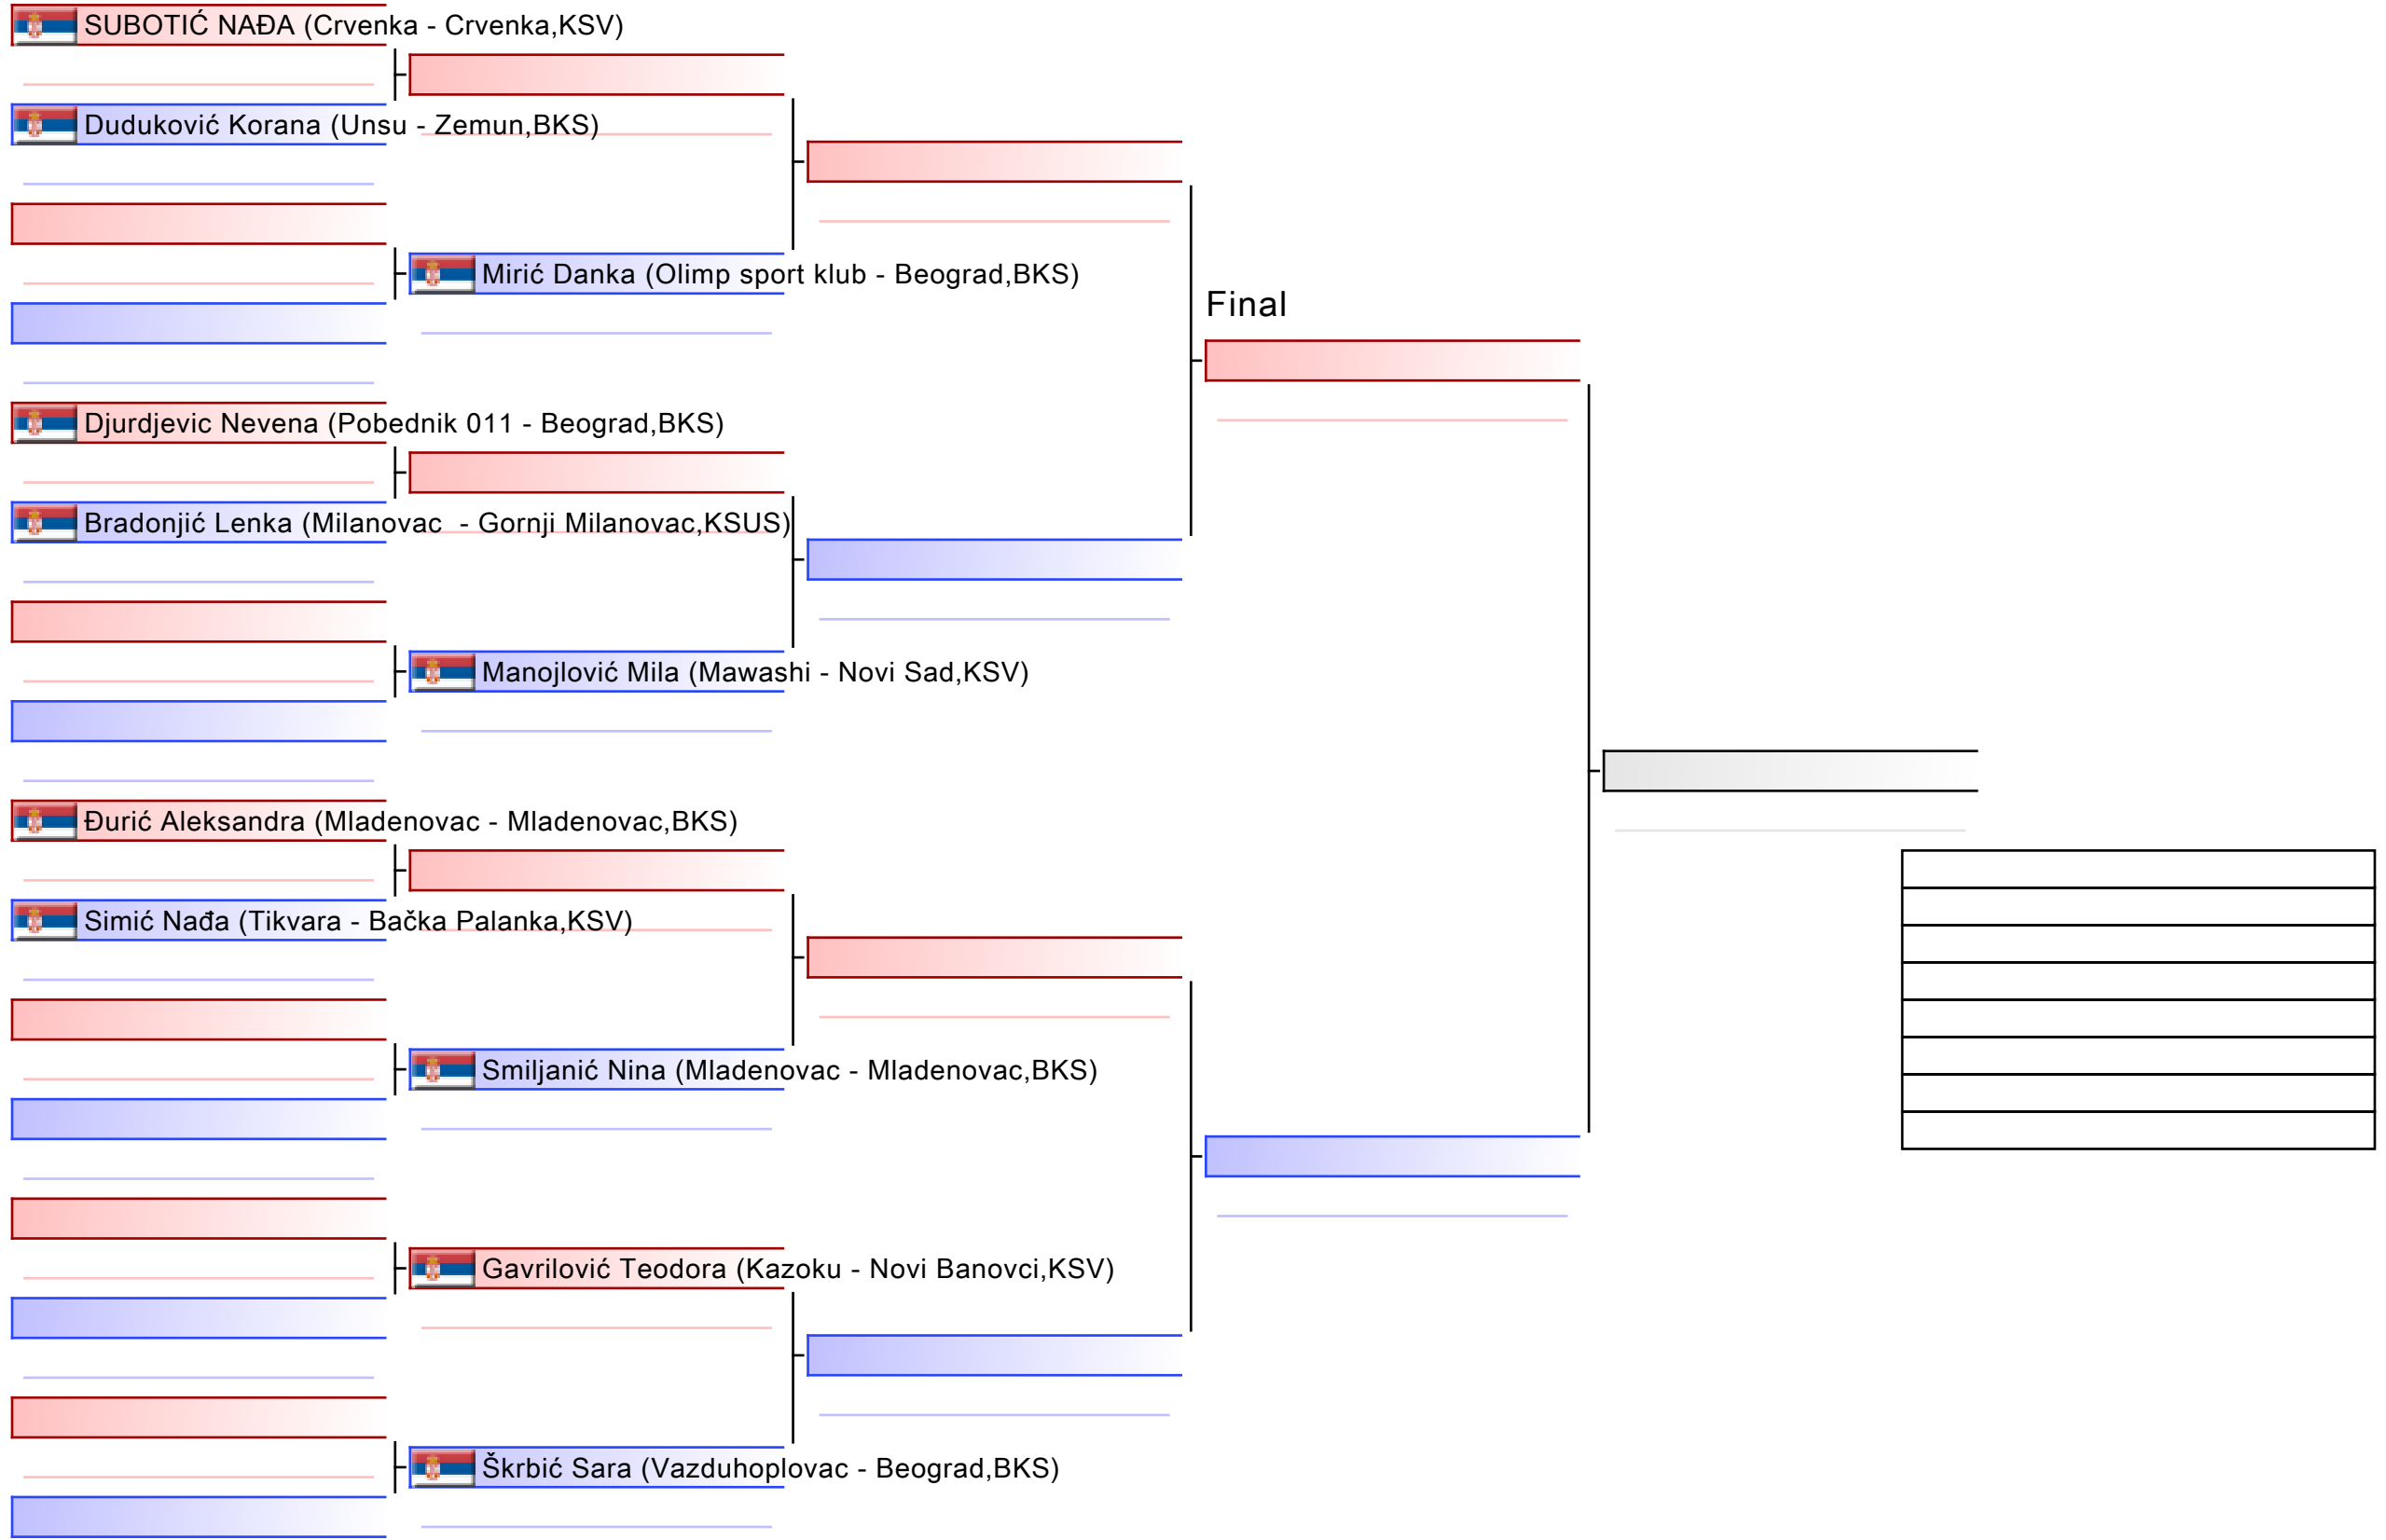 SUBOTIĆ NAĐA (Crvenka - Crvenka,KSV)
Duduković Korana (Unsu - Zemun,BKS)
Mirić Danka (Olimp sport klub - Beograd,BKS)
Final
Djurdjevic Nevena (Pobednik 011 - Beograd,BKS)
Bradonjić Lenka (Milanovac  - Gornji Milanovac,KSUS)
Manojlović Mila (Mawashi - Novi Sad,KSV)
Đurić Aleksandra (Mladenovac - Mladenovac,BKS)
Simić Nađa (Tikvara - Bačka Palanka,KSV)
Smiljanić Nina (Mladenovac - Mladenovac,BKS)
Gavrilović Teodora (Kazoku - Novi Banovci,KSV)
Škrbić Sara (Vazduhoplovac - Beograd,BKS)